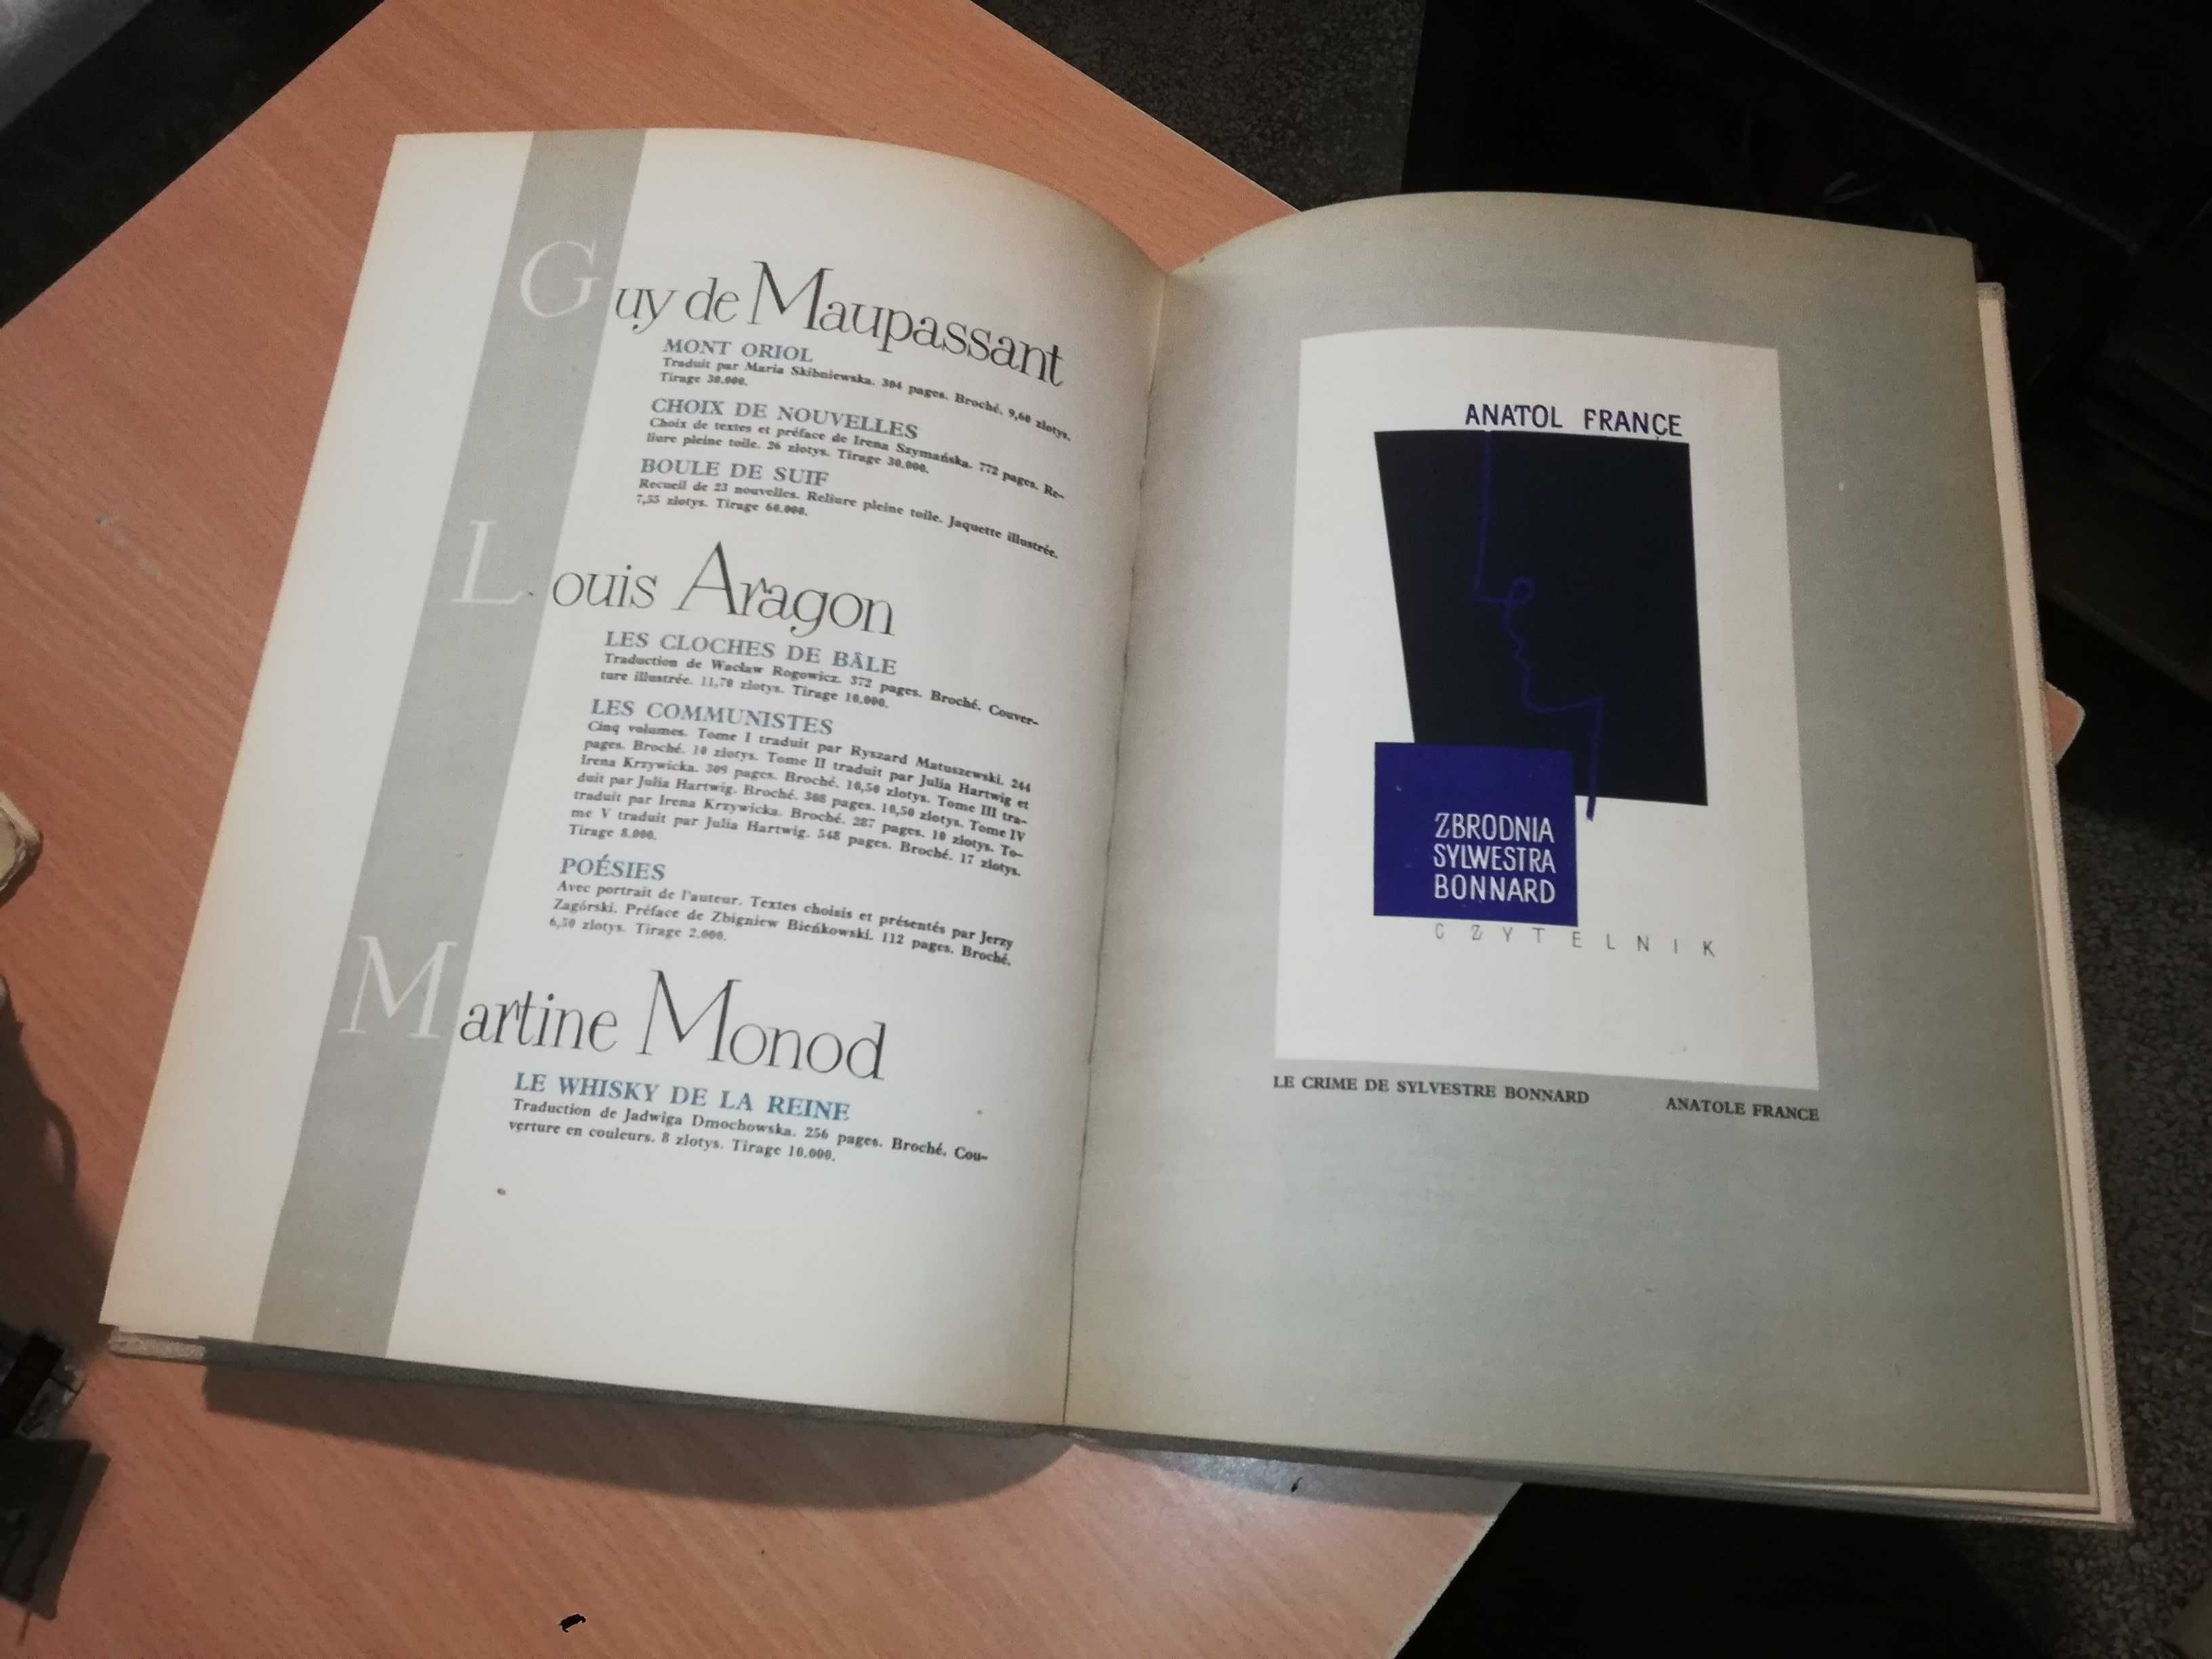 Guy de Maupassant
MONT ORIOL
Traduit par Maria Skibniewska. 304 pages. Broché. 9,60 zlotys.
Tirage 30.000.
CHOIX DE NOUVELLES
Choix de textes et préface de Irena Szymańska. 772 pages. Re-
liure pleine toile. 26 zlotys. Tirage 30.000.
BOULE DE SUIF
Recueil de 23 nouvelles. Reliure pleine toile. Jaquette illustrée.
7,55 zlotys. Tirage 60.000.
Louis Aragon
LES CLOCHES DE BÂLE
Traduction de Wacław Rogowicz. 372 pages. Broché. Couver-
ture illustrée. 11,70 zlotys. Tirage 10.000.
LES COMMUNISTES
Cinq volumes. Tome I traduit par Ryszard Matuszewski. 244
pages. Broché. 10 zlotys. Tome II traduit par Julia Hartwig et
Irena Krzywicka. 309 pages. Broché. 10,50 zlotys. Tome III tra-
duit par Julia Hartwig. Broché. 308 pages. 10,50 zlotys. Tome IV
traduit par Irena Krzywicka. Broché. 287 pages. 10 zlotys. To-
me V traduit par Julia Hartwig. 548 pages. Broché. 17 zlotys.
Tirage 8.000.
POÉSIES
Avec portrait de l'auteur. Textes choisis et présentés par Jerzy
Zagórski. Préface de Zbigniew Bieńkowski. 112 pages. Broché.
6,50 zlotys. Tirage 2.000.
Martine Monod
LE WHISKY DE LA REINE
Traduction de Jadwiga Dmochowska. 256 pages. Broché. Cou-
verture en couleurs. 8 zlotys. Tirage 10.000.
ANATOL FRANCE
ZBRODNIA
SYLWESTRA
BONNARD
CZYTELNIK
LE CRIME DE SYLVESTRE BONNARD ANATOLE FRANCE